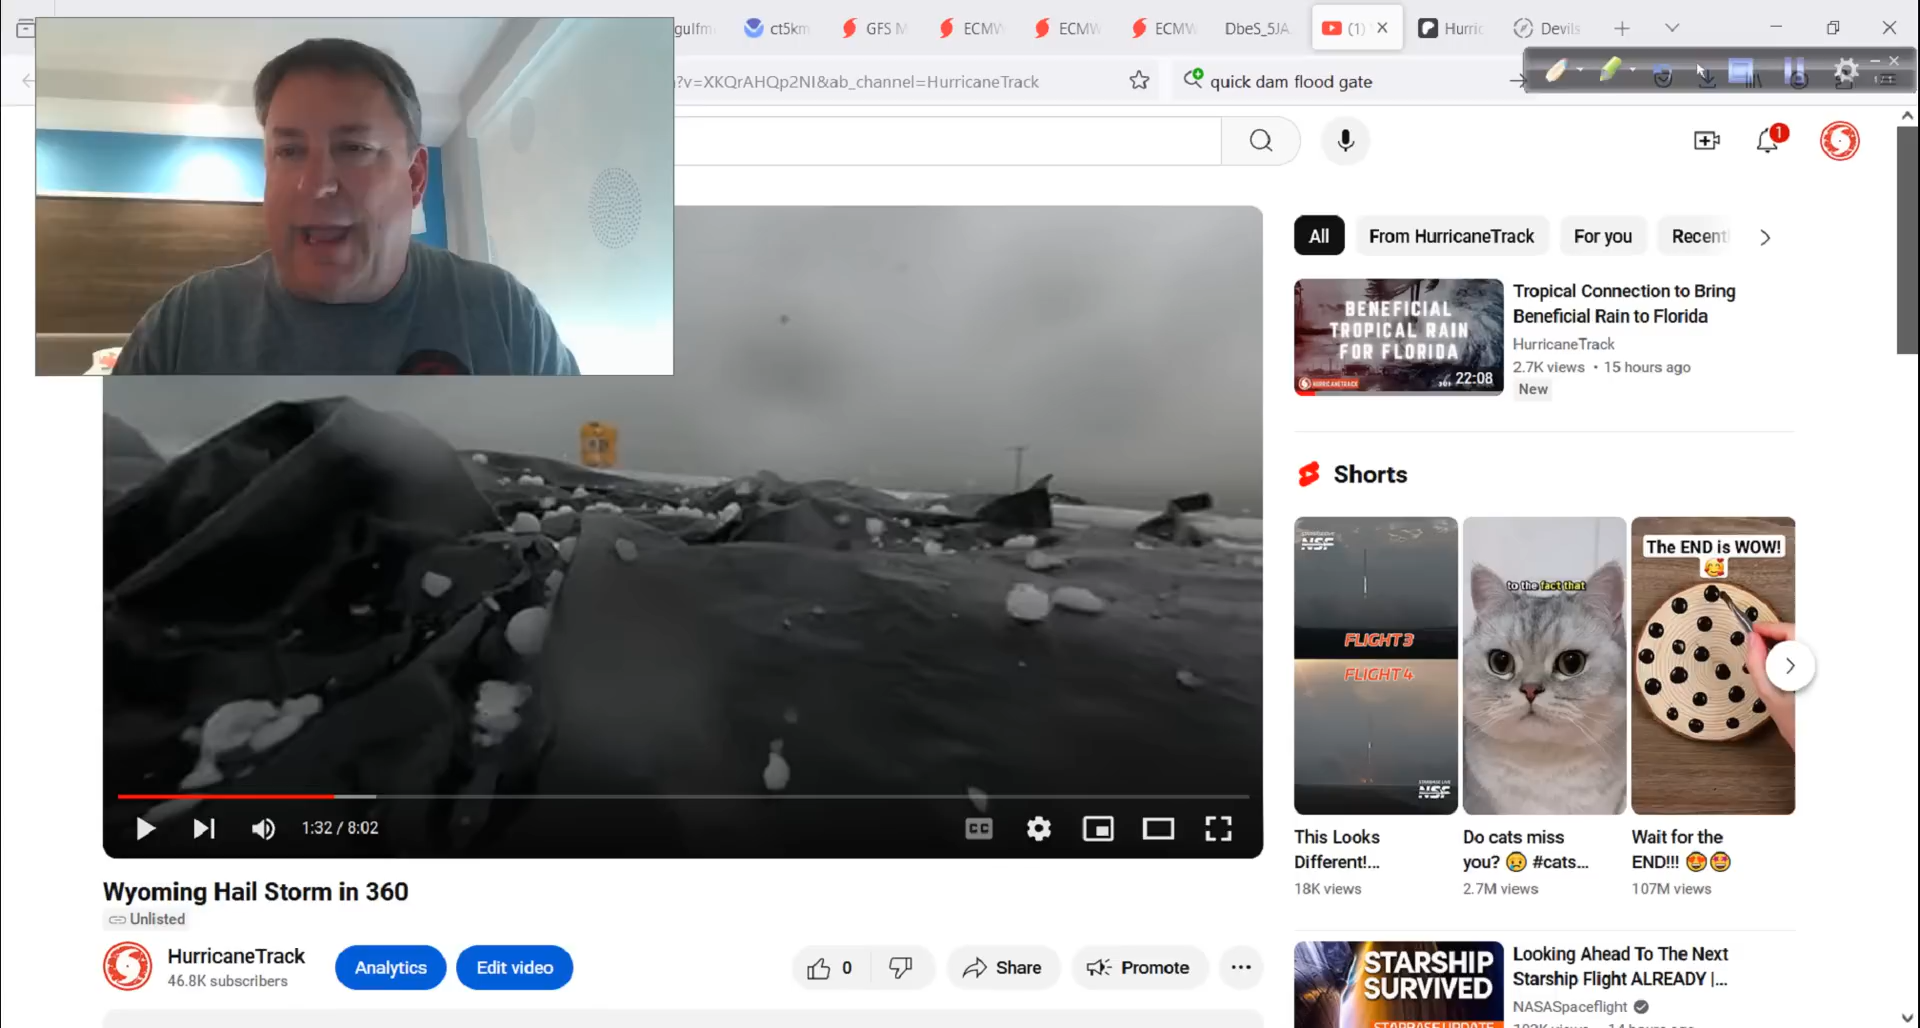 gulfm
ct5km
GFS M
ECMW
ECMW
ECMW
DbeS_5JA
(1)
Hurric
Devils
?v=XKQrAHQp2NI&ab_channel=HurricaneTrack
quick dam flood gate
1
All
From HurricaneTrack
For you
Recent
BENEFICIAL
TROPICAL RAIN
FOR FLORIDA
HURRICANETRACK
22:08
Tropical Connection to Bring
Beneficial Rain to Florida
HurricaneTrack
2.7K views • 15 hours ago
New
Shorts
NSF
FLIGHT 3
FLIGHT 4
NSF
to the fact that
The END is WOW!
This Looks
Different!...
18K views
Do cats miss
you? 😥 #cats...
2.7M views
Wait for the
END!!! 😍🤩
107M views
1:32 / 8:02
CC
Wyoming Hail Storm in 360
Unlisted
HurricaneTrack
46.8K subscribers
Analytics
Edit video
0
Share
Promote
STARSHIP
SURVIVED
STARBASE UPDATE
Looking Ahead To The Next
Starship Flight ALREADY |...
NASASpaceflight